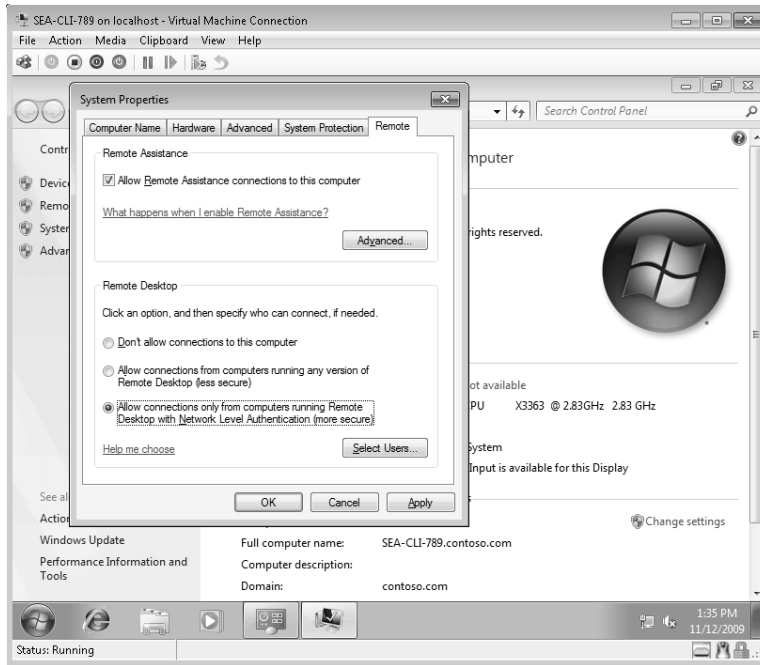 SEA-CLI-789 on localhost - Virtual Machine Connection
File Action Media Clipboard View Help
Search Control Panel
System Properties
Computer Name Hardware Advanced System Protection Remote
Remote Assistance
Allow Remote Assistance connections to this computer
What happens when I enable Remote Assistance?
Advanced...
Remote Desktop
Click an option, and then specify who can connect, if needed.
Don't allow connections to this computer
Allow connections from computers running any version of
Remote Desktop (less secure)
Allow connections only from computers running Remote
Desktop with Network Level Authentication (more secure)
Help me choose
Select Users...
OK Cancel Apply
Contr
Devic
Remo
System
Advar
mputer
rights reserved.
ot available
PU X3363 @ 2.83GHz 2.83 GHz
System
Input is available for this Display
See al
Action
Windows Update
Performance Information and
Tools
Change settings
Full computer name: SEA-CLI-789.contoso.com
Computer description:
Domain: contoso.com
1:35 PM
11/12/2009
Status: Running